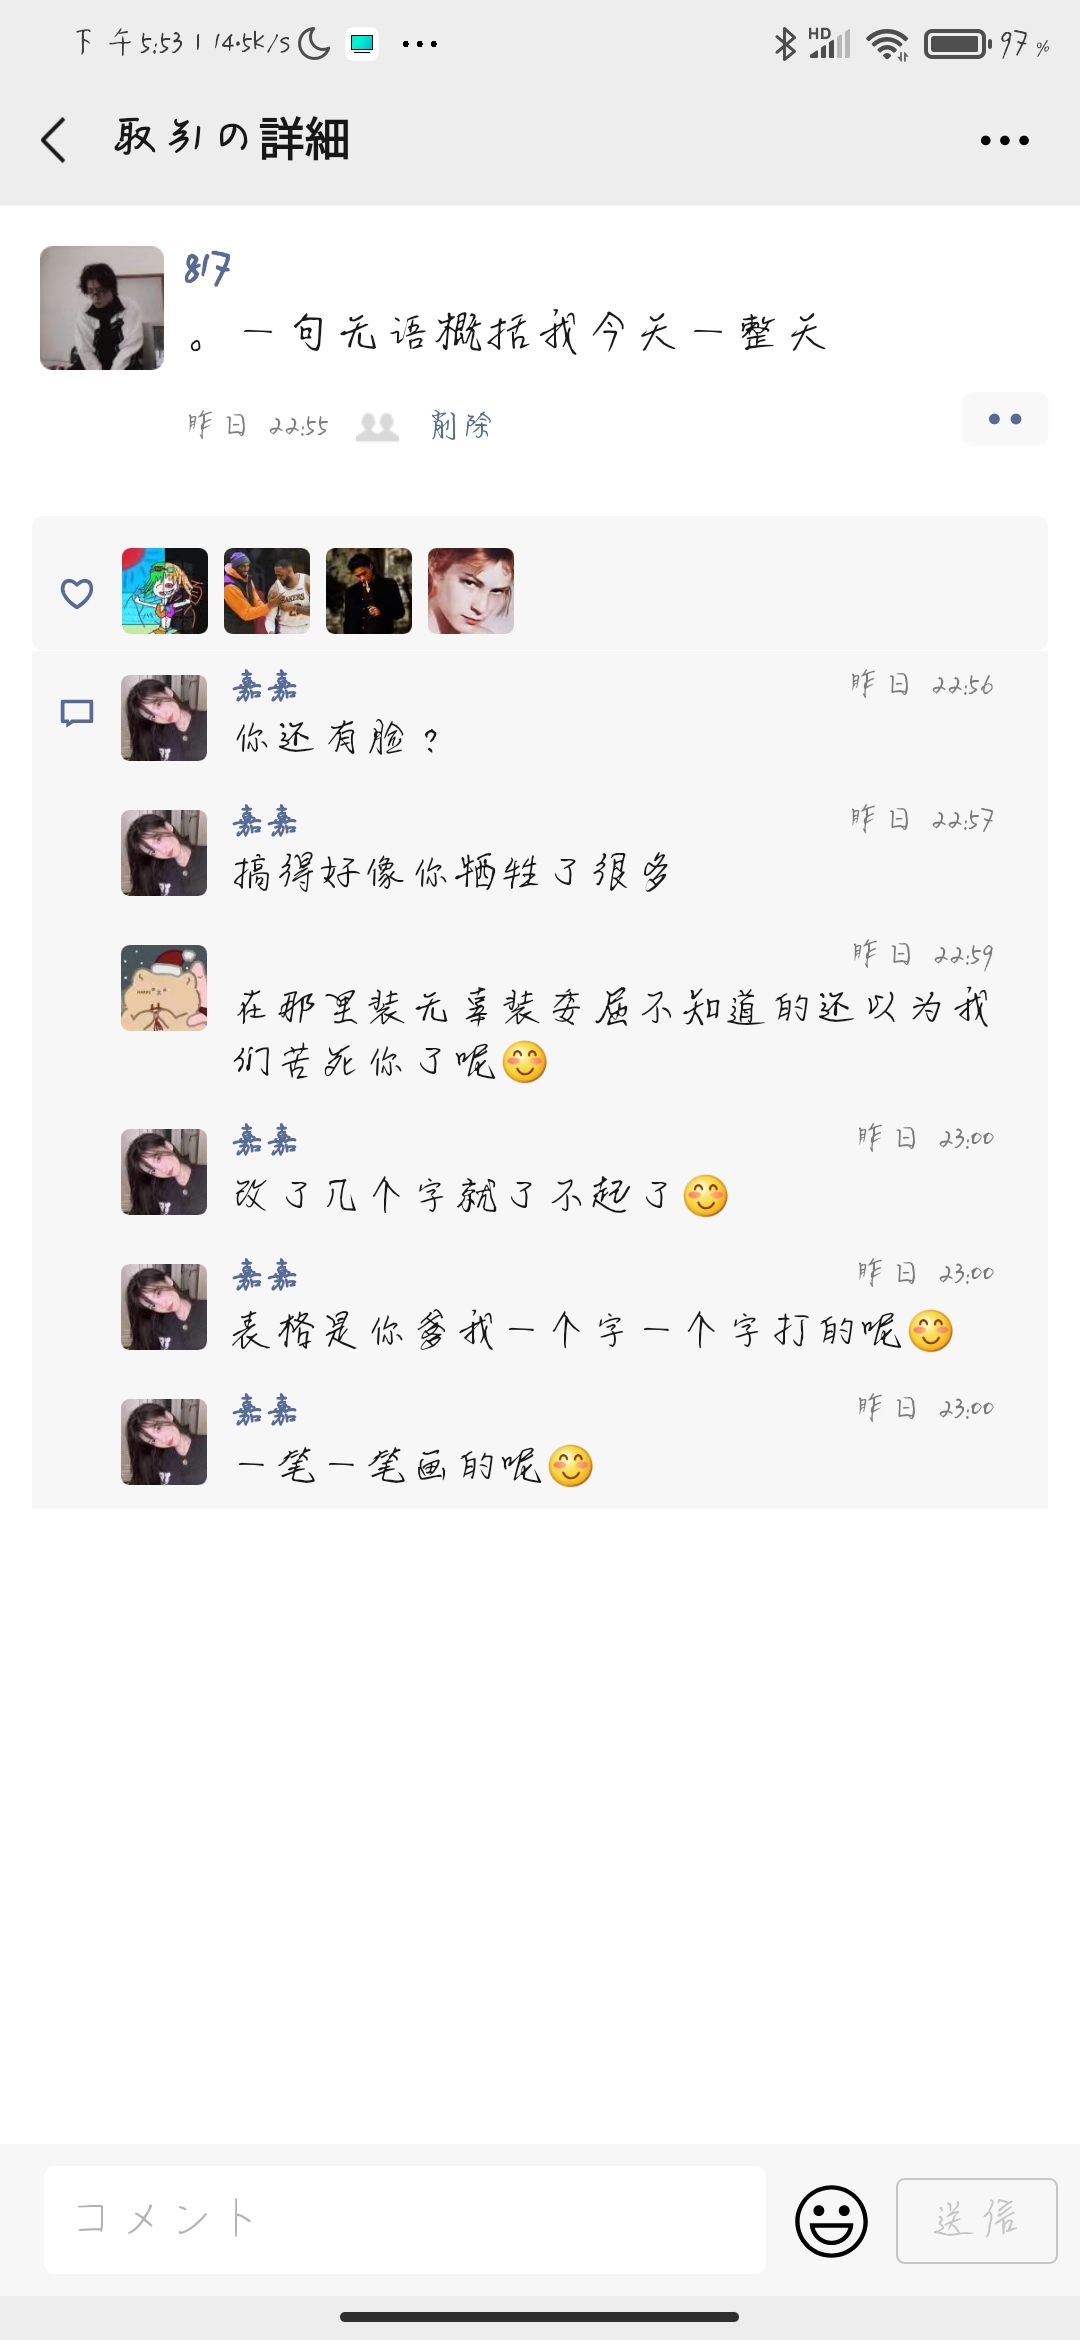 下午5:53 | 14.5K/s
HD 97 %
取引の詳細
817
。一句无语概括我今天一整天
昨日 22:55 削除
嘉嘉 昨日 22:56
你还有脸？
嘉嘉 昨日 22:57
搞得好像你牺牲了很多
昨日 22:59
在那里装无辜装委屈不知道的还以为我
们苦死你了呢😊
嘉嘉 昨日 23:00
改了几个字就了不起了😊
嘉嘉 昨日 23:00
表格是你爹我一个字一个字打的呢😊
嘉嘉 昨日 23:00
一笔一笔画的呢😊
コメント 送信